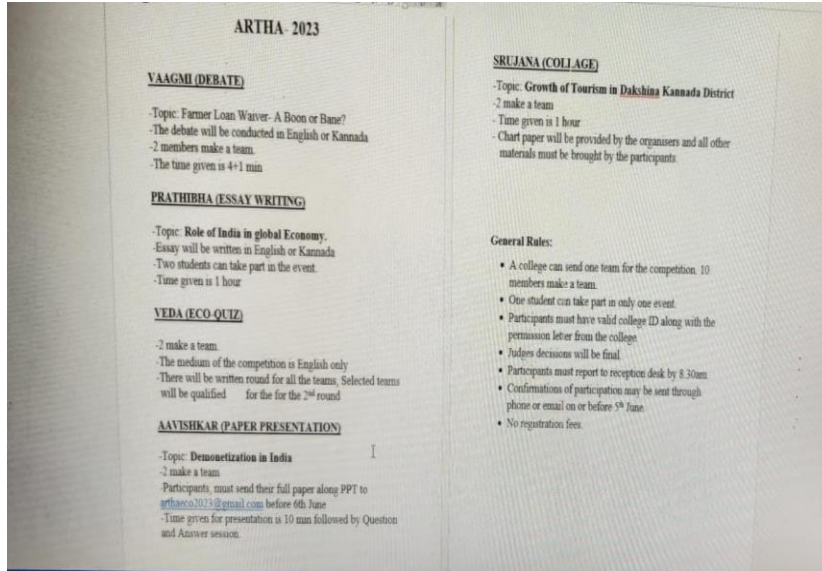 ARTHA- 2023
VAAGMI (DEBATE)
-Topic: Farmer Loan Waiver- A Boon or Bane?
-The debate will be conducted in English or Kannada
-2 members make a team.
-The time given is 4+1 min
PRATHIBHA (ESSAY WRITING)
-Topic: Role of India in global Economy.
-Essay will be written in English or Kannada
-Two students can take part in the event.
-Time given is 1 hour
VEDA (ECO-QUIZ)
-2 make a team.
-The medium of the competition is English only
-There will be written round for all the teams, Selected teams
will be qualified for the for the 2nd round
AAVISHKAR (PAPER PRESENTATION)
-Topic: Demonetization in India
-2 make a team
-Participants, must send their full paper along PPT to
arthaeco2023@gmail.com before 6th June
-Time given for presentation is 10 min followed by Question
and Answer session.
SRUJANA (COLLAGE)
-Topic: Growth of Tourism in Dakshina Kannada District
-2 make a team
- Time given is 1 hour
- Chart paper will be provided by the organisers and all other
materials must be brought by the participants
General Rules:
• A college can send one team for the competition. 10
members make a team.
• One student can take part in only one event.
• Participants must have valid college ID along with the
permission letter from the college.
• Judges decisions will be final
• Participants must report to reception desk by 8.30am
• Confirmations of participation may be sent through
phone or email on or before 5th June
• No registration fees.